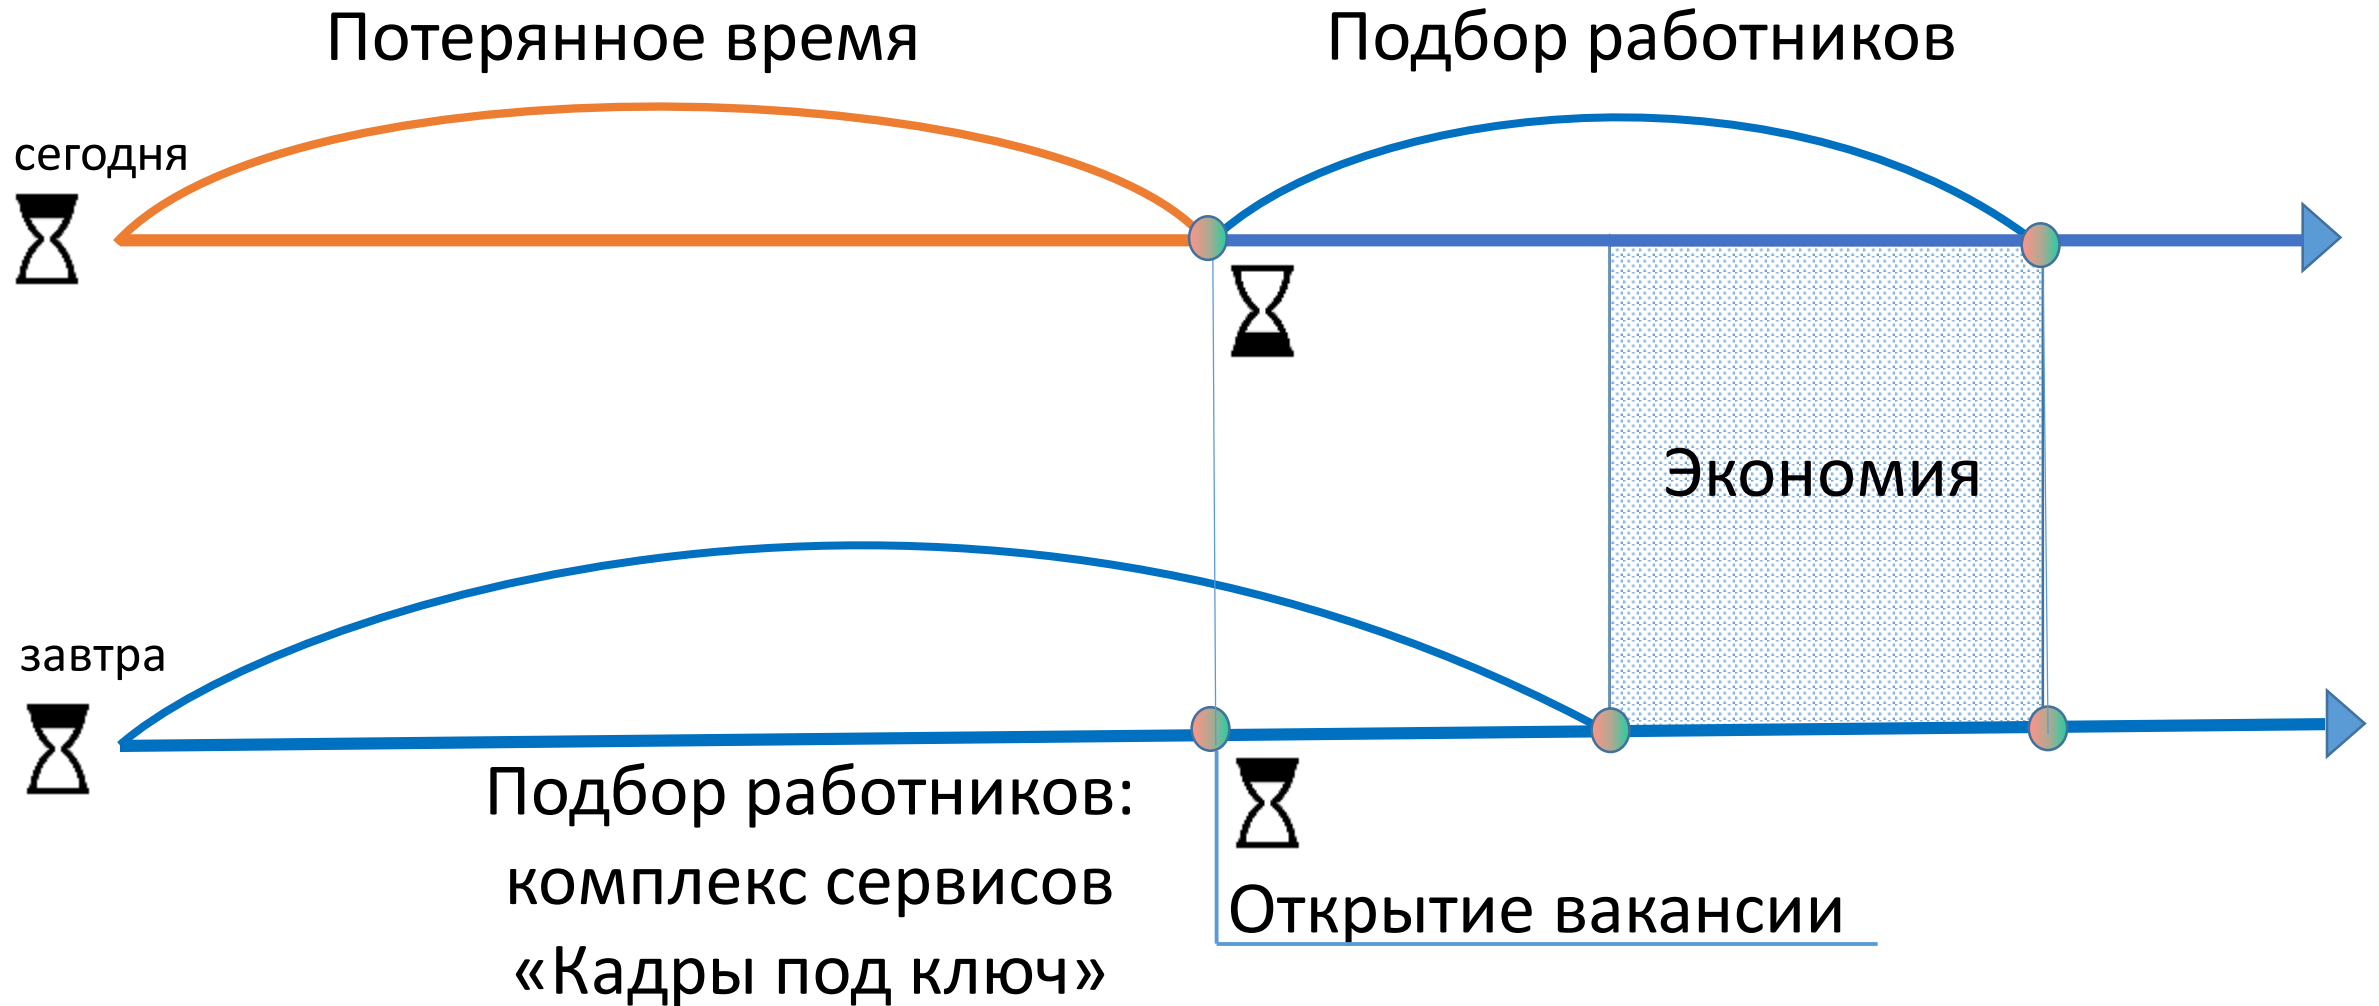 Потерянное время
Подбор работников
сегодня
Экономия
завтра
Подбор работников:
комплекс сервисов
«Кадры под ключ»
Открытие вакансии